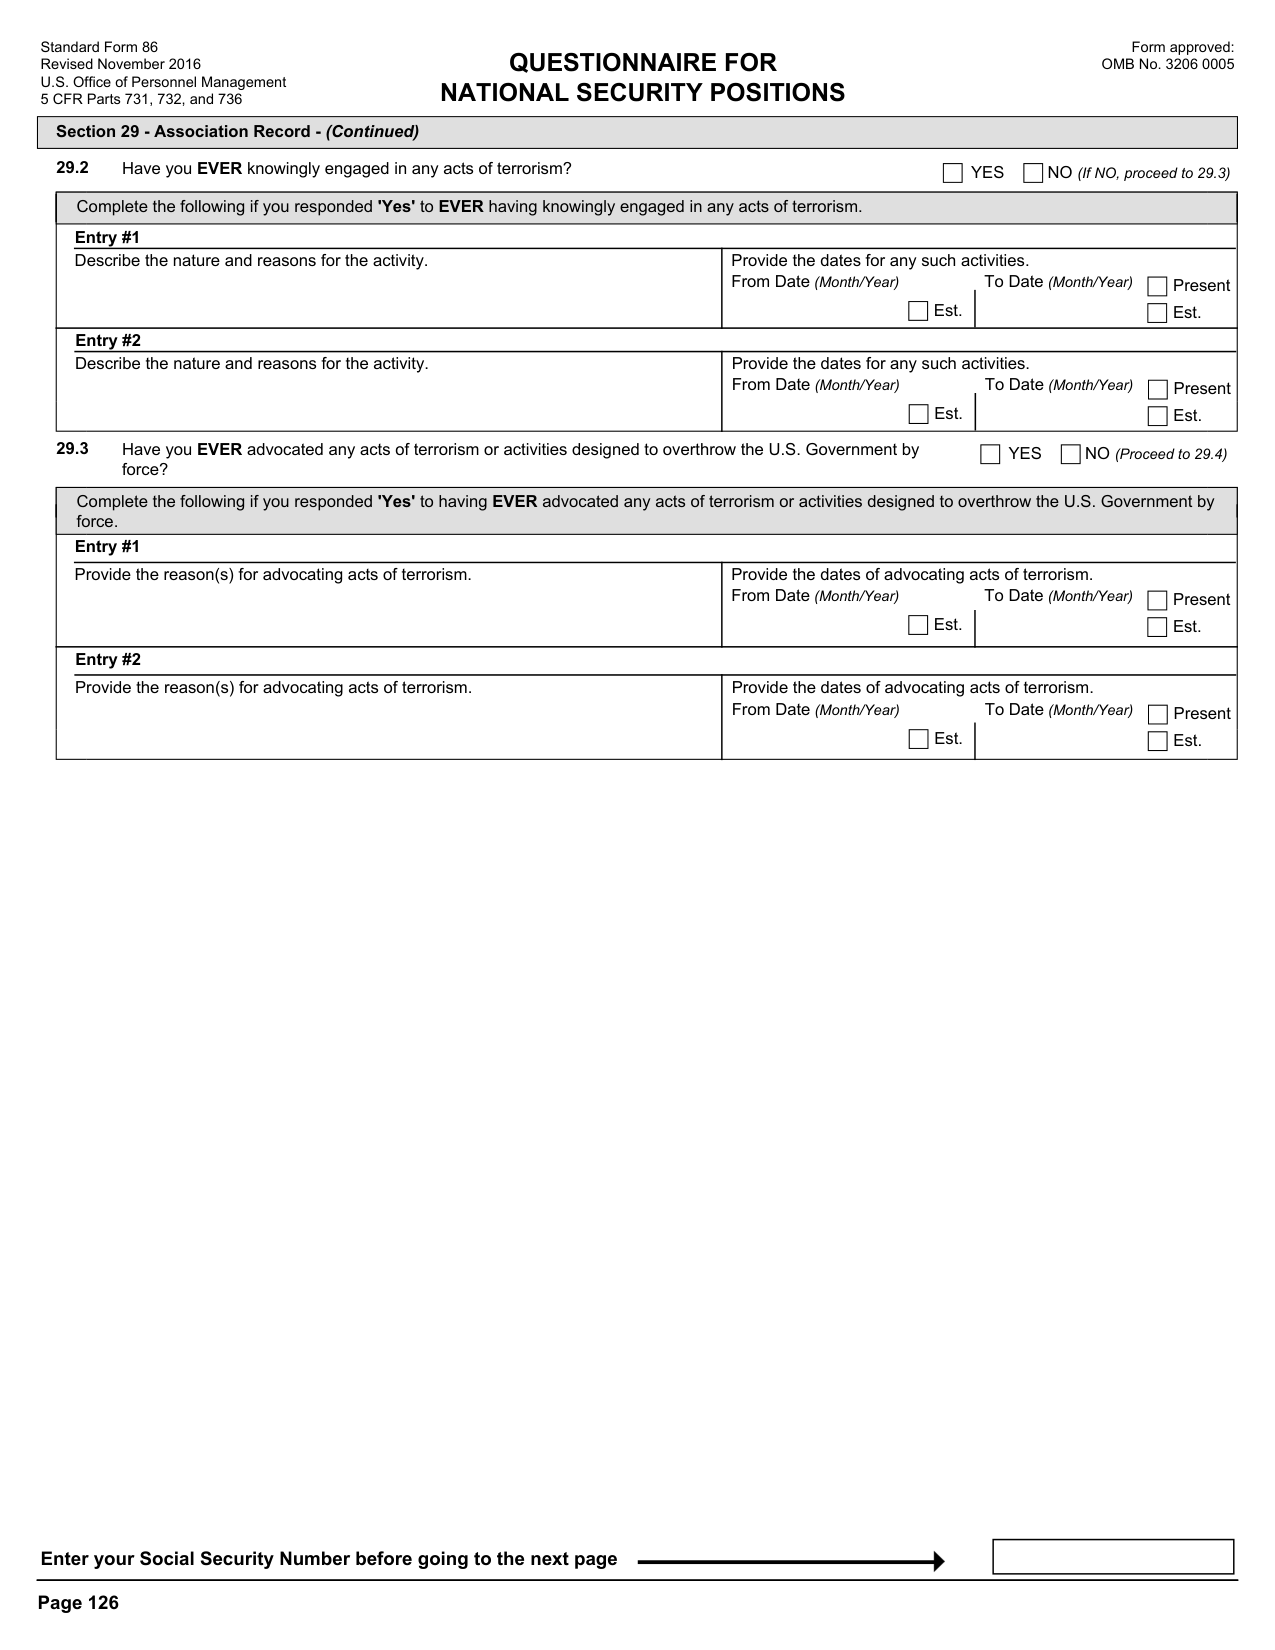 Standard Form 86
Revised November 2016
U.S. Office of Personnel Management
5 CFR Parts 731, 732, and 736
QUESTIONNAIRE FOR
NATIONAL SECURITY POSITIONS
Form approved:
OMB No. 3206 0005
Section 29 - Association Record - (Continued)
29.2 Have you EVER knowingly engaged in any acts of terrorism? YES NO (If NO, proceed to 29.3)
Complete the following if you responded 'Yes' to EVER having knowingly engaged in any acts of terrorism.
Entry #1
Describe the nature and reasons for the activity.
Provide the dates for any such activities.
From Date (Month/Year) To Date (Month/Year) Present
Est. Est.
Entry #2
Describe the nature and reasons for the activity.
Provide the dates for any such activities.
From Date (Month/Year) To Date (Month/Year) Present
Est. Est.
29.3 Have you EVER advocated any acts of terrorism or activities designed to overthrow the U.S. Government by YES NO (Proceed to 29.4)
force?
Complete the following if you responded 'Yes' to having EVER advocated any acts of terrorism or activities designed to overthrow the U.S. Government by
force.
Entry #1
Provide the reason(s) for advocating acts of terrorism.
Provide the dates of advocating acts of terrorism.
From Date (Month/Year) To Date (Month/Year) Present
Est. Est.
Entry #2
Provide the reason(s) for advocating acts of terrorism.
Provide the dates of advocating acts of terrorism.
From Date (Month/Year) To Date (Month/Year) Present
Est. Est.
Enter your Social Security Number before going to the next page
Page 126